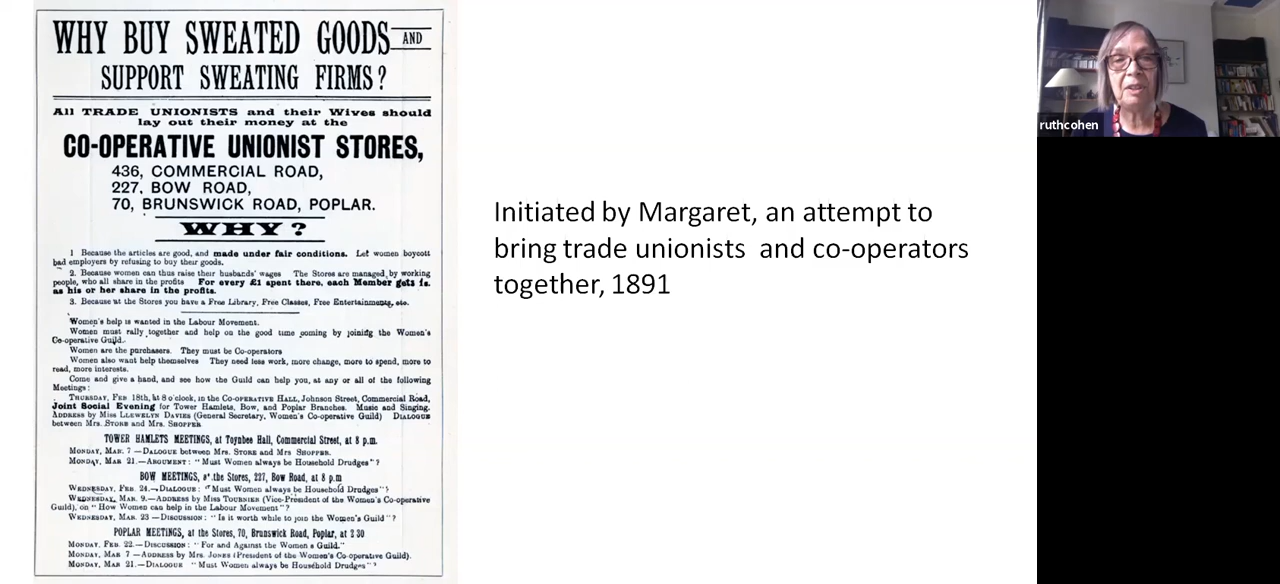 WHY BUY SWEATED GOODS AND
SUPPORT SWEATING FIRMS?
All TRADE UNIONISTS and their Wives should
lay out their money at the
CO-OPERATIVE UNIONIST STORES,
436, COMMERCIAL ROAD,
227, BOW ROAD,
70, BRUNSWICK ROAD, POPLAR.
WHY?
1 Because the articles are good, and made under fair conditions. Let women boycott
bad employers by refusing to buy their goods.
2. Because women can thus raise their husbands' wages The Stores are managed by working
people, who all share in the profits For every £1 spent there, each Member gets 1s.
as his or her share in the profits.
3. Because at the Stores you have a Free Library, Free Classes, Free Entertainments, etc.
Women's help is wanted in the Labour Movement.
Women must rally together and help on the good time coming by joining the Women's
Co-operative Guild.
Women are the purchasers. They must be Co-operators
Women also want help themselves They need less work, more change, more to spend, more to
read, more interests.
Come and give a hand, and see how the Guild can help you, at any or all of the following
Meetings:
THURSDAY, FEB 18th, at 8 o'clock, in the CO-OPERATIVE HALL, Johnson Street, Commercial Road,
Joint Social Evening for Tower Hamlets, Bow, and Poplar Branches. Music and Singing.
ADDRESS by MISS LLEWELYN DAVIES (General Secretary, Women's Co-operative Guild) DIALOGUE
between Mrs. STORE and Mrs. SHOPPER
TOWER HAMLETS MEETINGS, at Toynbee Hall, Commercial Street, at 8 p.m.
MONDAY, MAR. 7 —DIALOGUE between Mrs. STORE and Mrs SHOPPER.
MONDAY, MAR 21.—ARGUMENT: "Must Women always be Household Drudges"?
BOW MEETINGS, at the Stores, 227, Bow Road, at 8 p.m
WEDNESDAY, FEB. 24.—DIALOGUE: "Must Women always be Household Drudges"?
WEDNESDAY, MAR. 9.—ADDRESS by Miss TOURNIER (Vice-President of the Women's Co-operative
Guild), on "How Women can help in the Labour Movement"?
WEDNESDAY, MAR. 23 —DISCUSSION: "Is it worth while to join the Women's Guild"?
POPLAR MEETINGS, at the Stores, 70, Brunswick Road, Poplar, at 2 30
MONDAY, FEB. 22.—DISCUSSION: "For and Against the Women s Guild."
MONDAY, MAR 7 —ADDRESS by Mrs. JONES (President of the Women's Co-operative Guild).
MONDAY, MAR 21.—DIALOGUE "Must Women always be Household Drudges"?
Initiated by Margaret, an attempt to
bring trade unionists and co-operators
together, 1891
ruthcohen